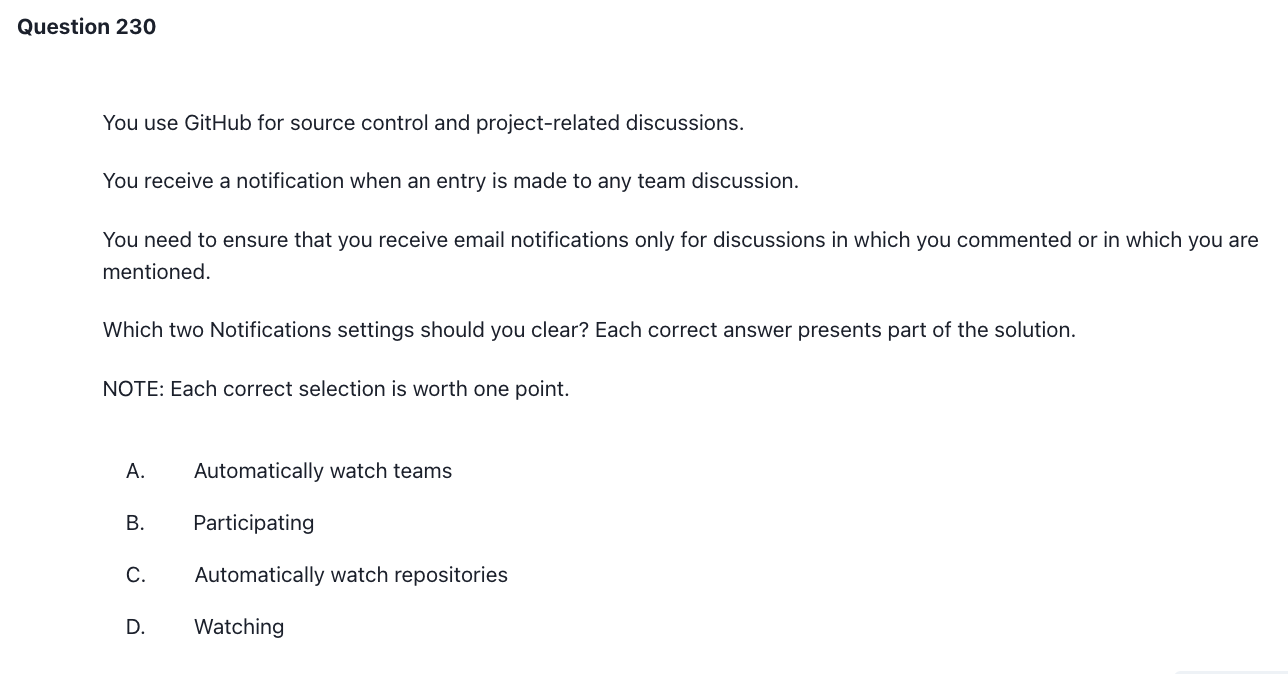 Question 230
You use GitHub for source control and project-related discussions.
You receive a notification when an entry is made to any team discussion.
You need to ensure that you receive email notifications only for discussions in which you commented or in which you are
mentioned.
Which two Notifications settings should you clear? Each correct answer presents part of the solution.
NOTE: Each correct selection is worth one point.
A. Automatically watch teams
B. Participating
C. Automatically watch repositories
D. Watching